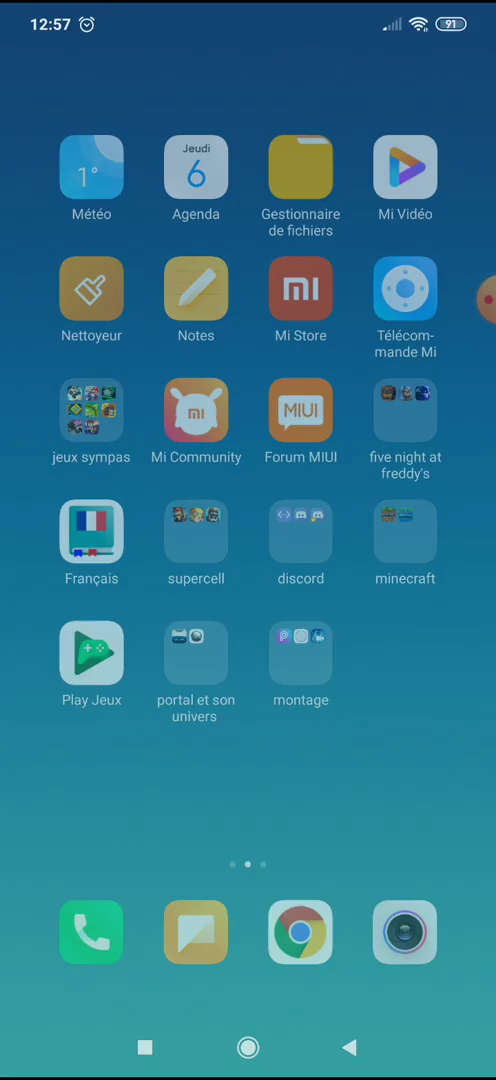 12:57
91
Jeudi
1°
6
Météo
Agenda
Gestionnaire
de fichiers
Mi Vidéo
Nettoyeur
Notes
Mi Store
Télécom-
mande Mi
MIUI
jeux sympas
Mi Community
Forum MIUI
five night at
freddy's
Français
supercell
discord
minecraft
Play Jeux
portal et son
univers
montage